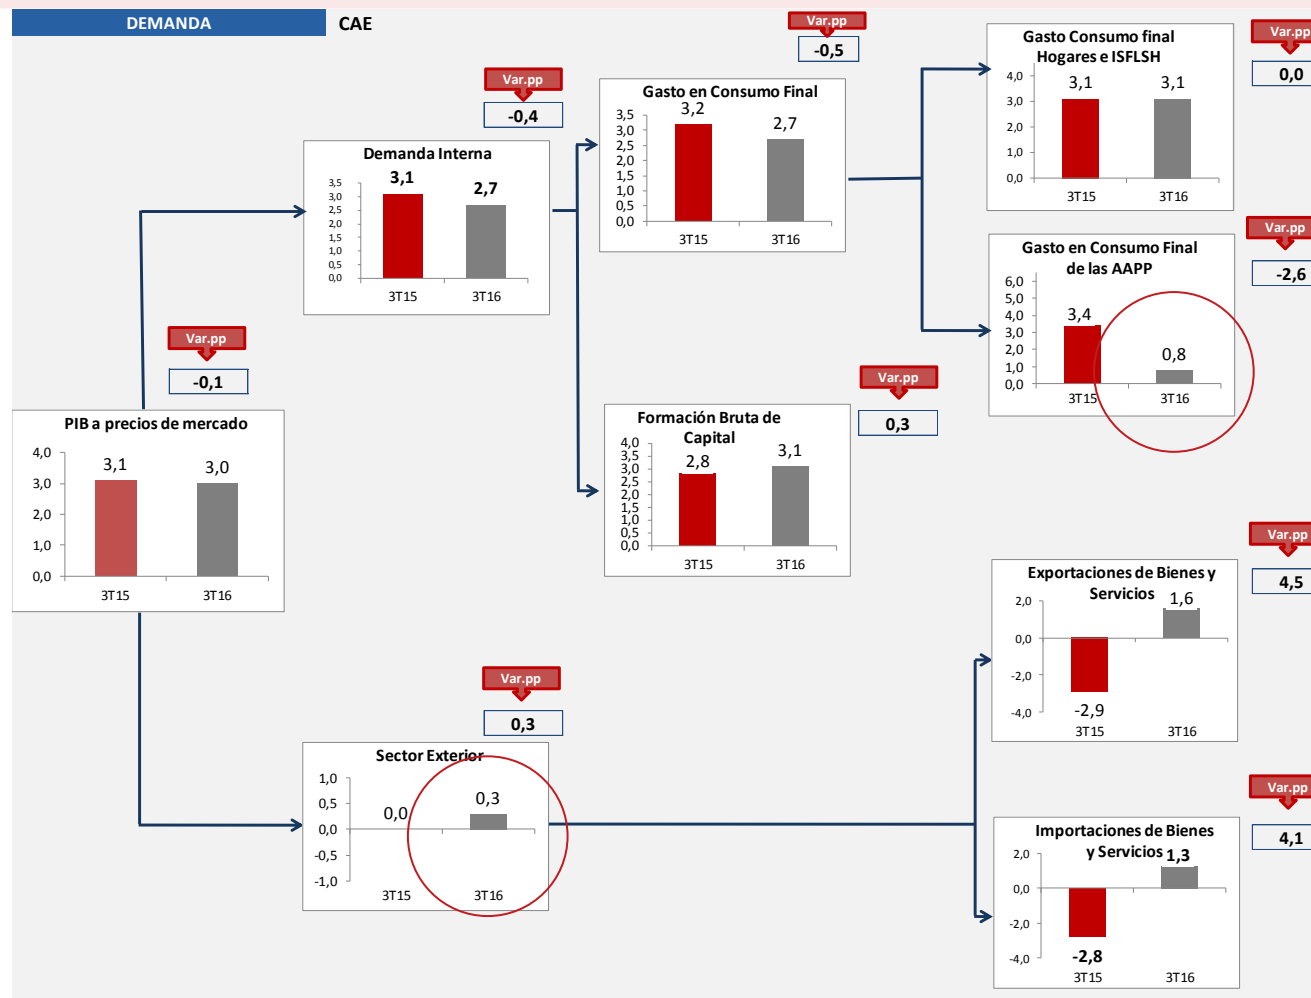 DEMANDA
CAE
Var.pp
-0,1
PIB a precios de mercado
4,0
3,0
2,0
1,0
0,0
3,1
3,0
3T15
3T16
Var.pp
-0,4
Demanda Interna
3,5
3,0
2,5
2,0
1,5
1,0
0,5
0,0
3,1
2,7
3T15
3T16
Var.pp
-0,5
Gasto en Consumo Final
3,5
3,0
2,5
2,0
1,5
1,0
0,5
0,0
3,2
2,7
3T15
3T16
Var.pp
0,0
Gasto Consumo final
Hogares e ISFLSH
4,0
3,0
2,0
1,0
0,0
3,1
3,1
3T15
3T16
Var.pp
-2,6
Gasto en Consumo Final
de las AAPP
6,0
5,0
4,0
3,0
2,0
1,0
0,0
3,4
0,8
3T15
3T16
Var.pp
0,3
Formación Bruta de
Capital
4,0
3,5
3,0
2,5
2,0
1,5
1,0
0,5
0,0
2,8
3,1
3T15
3T16
Var.pp
0,3
Sector Exterior
1,0
0,5
0,0
-0,5
-1,0
0,0
0,3
3T15
3T16
Var.pp
4,5
Exportaciones de Bienes y
Servicios
2,0
0,0
-2,0
-4,0
-2,9
1,6
3T15
3T16
Var.pp
4,1
Importaciones de Bienes
y Servicios
2,0
0,0
-2,0
-4,0
-2,8
1,3
3T15
3T16